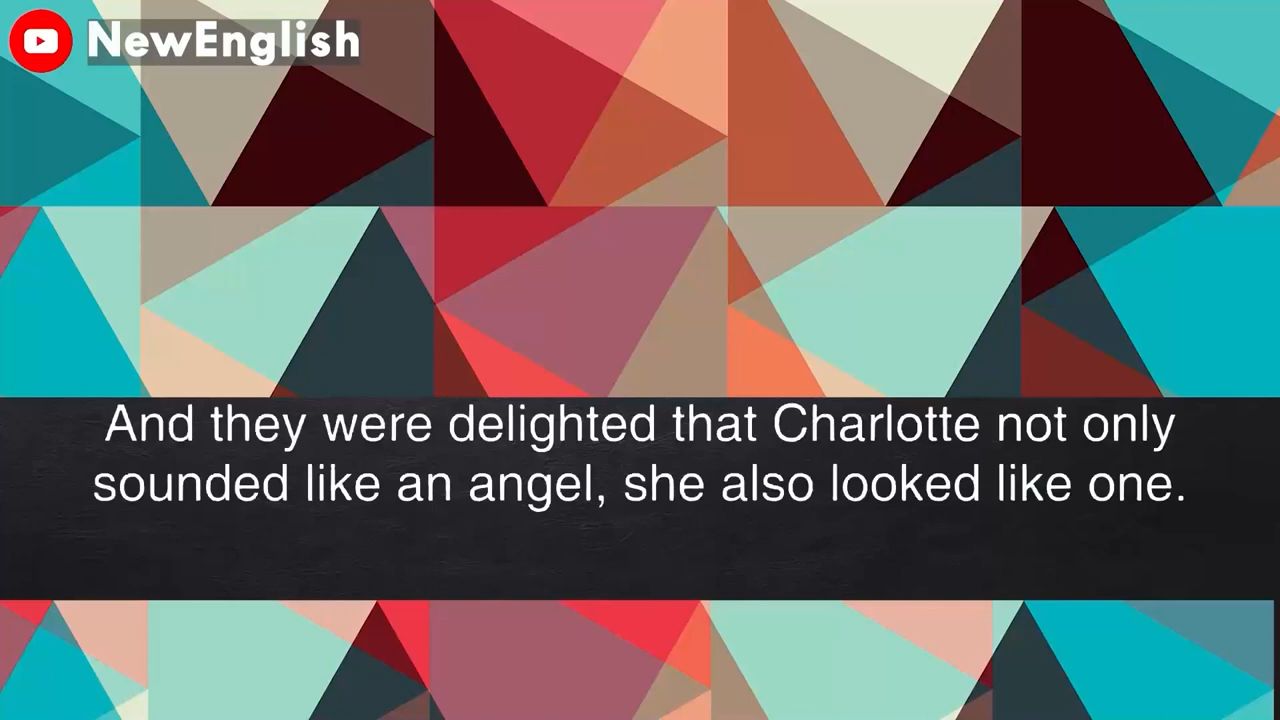 NewEnglish
And they were delighted that Charlotte not only
sounded like an angel, she also looked like one.